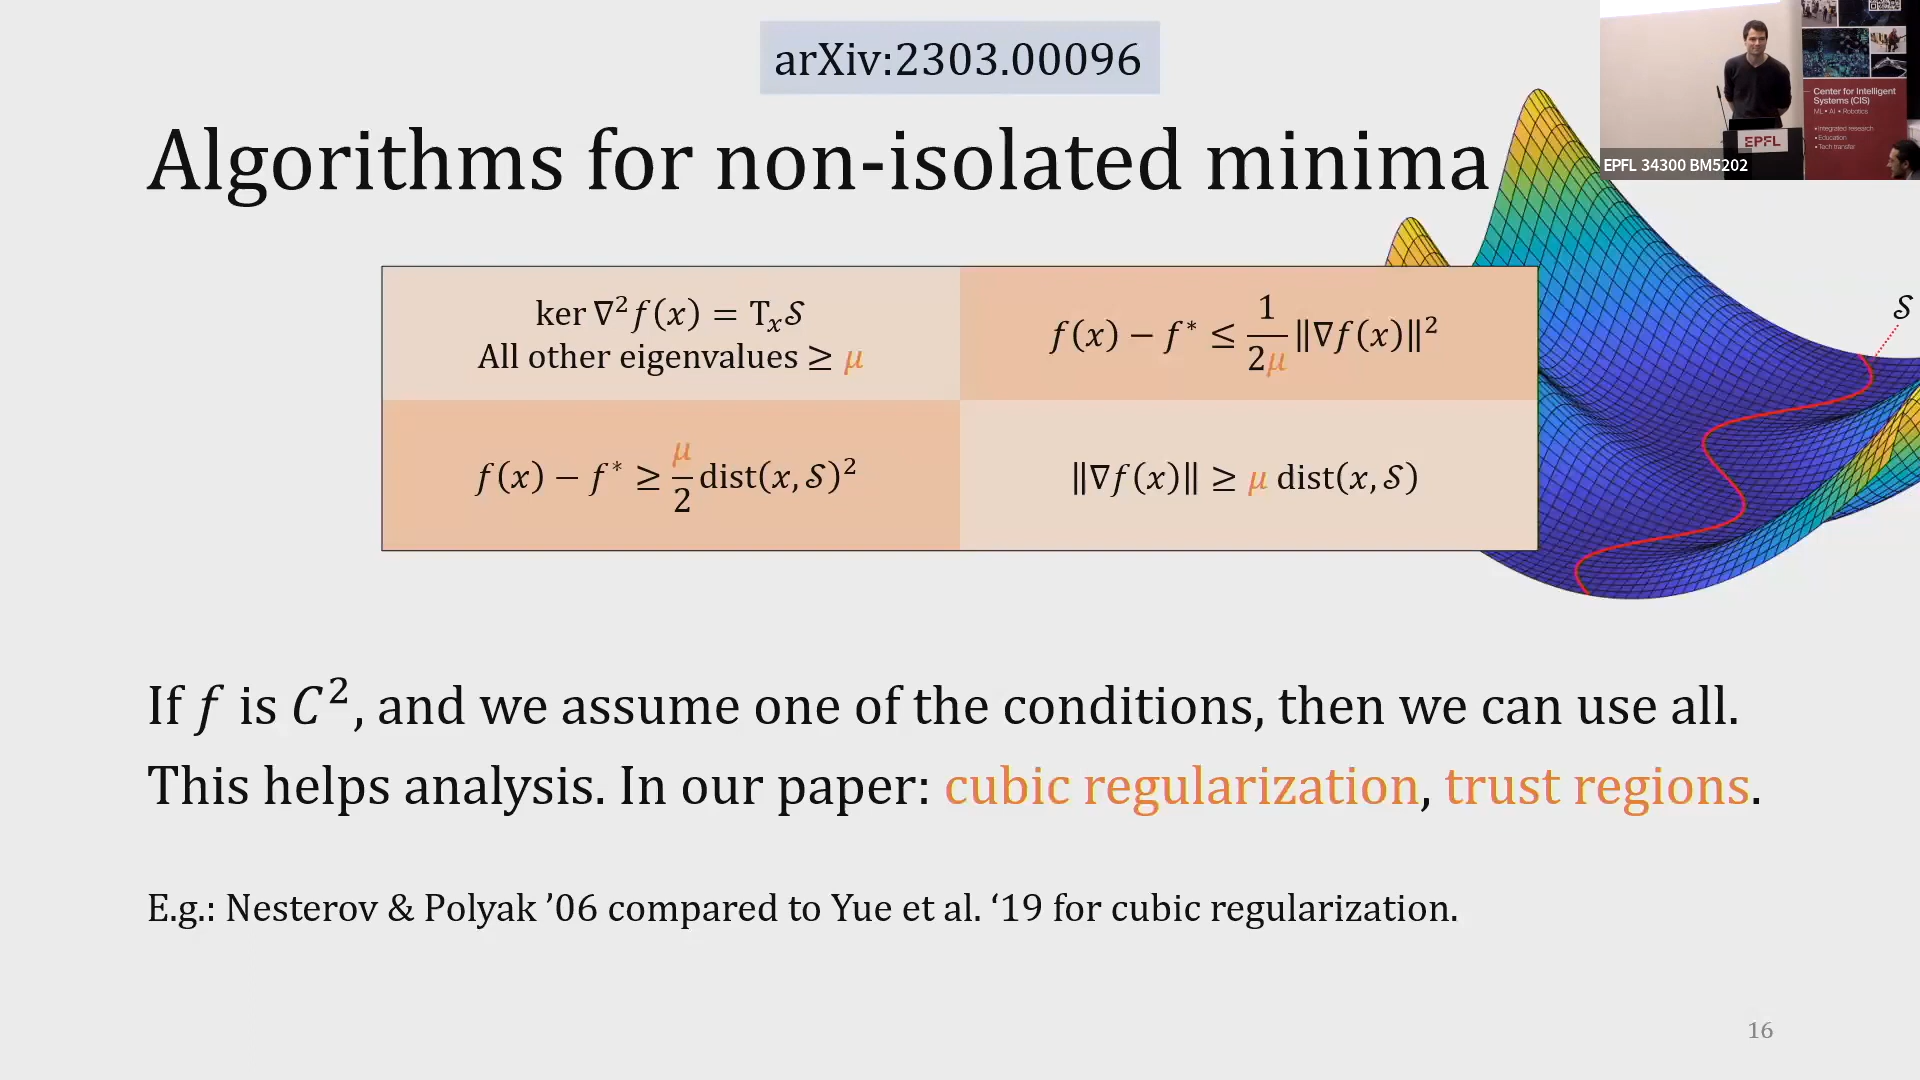 arXiv:2303.00096
Algorithms for non-isolated minima
ker ∇²f(x) = TₓS
All other eigenvalues ≥ μ
f(x) − f* ≤ 1/2μ ‖∇f(x)‖²
f(x) − f* ≥ μ/2 dist(x, S)²
‖∇f(x)‖ ≥ μ dist(x, S)
S
If f is C², and we assume one of the conditions, then we can use all.
This helps analysis. In our paper: cubic regularization, trust regions.
E.g.: Nesterov & Polyak ’06 compared to Yue et al. ‘19 for cubic regularization.
16
Center for Intelligent
Systems (CIS)
ML • AI • Robotics
•Integrated research
•Education
•Tech transfer
EPFL
EPFL 34300 BM5202